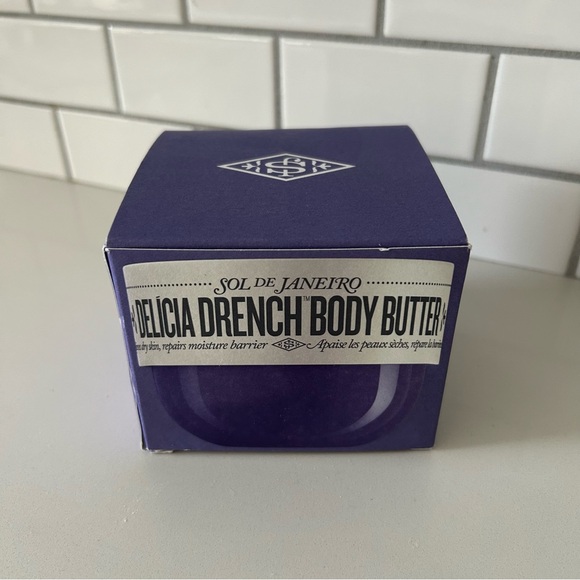 SOL DE JANEIRO
DELÍCIA DRENCH™ BODY BUTTER
dry skin, repairs moisture barrier Apaise les peaux sèches, répare la